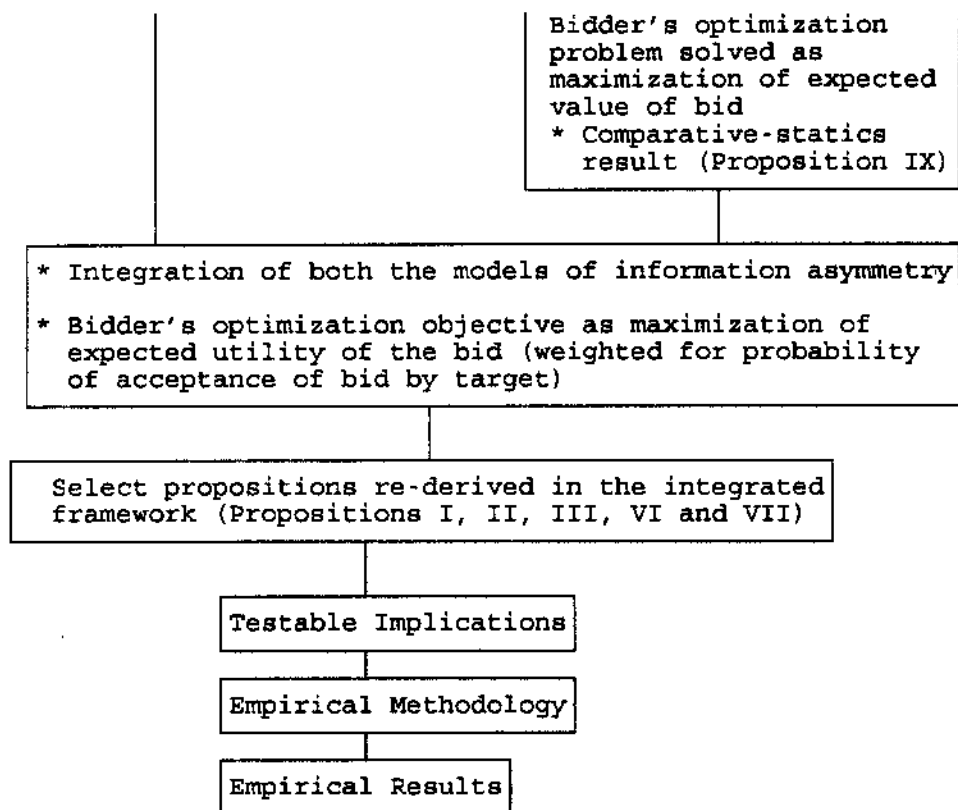 Bidder's optimization
problem solved as
maximization of expected
value of bid
* Comparative-statics
result (Proposition IX)
* Integration of both the models of information asymmetry
* Bidder's optimization objective as maximization of
expected utility of the bid (weighted for probability
of acceptance of bid by target)
Select propositions re-derived in the integrated
framework (Propositions I, II, III, VI and VII)
Testable Implications
Empirical Methodology
Empirical Results